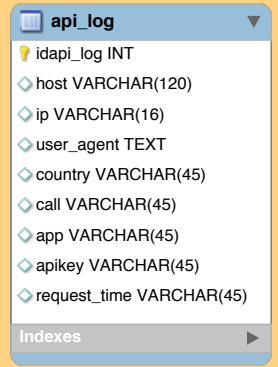 api_log
idapi_log INT
host VARCHAR(120)
ip VARCHAR(16)
user_agent TEXT
country VARCHAR(45)
call VARCHAR(45)
app VARCHAR(45)
apikey VARCHAR(45)
request_time VARCHAR(45)
Indexes